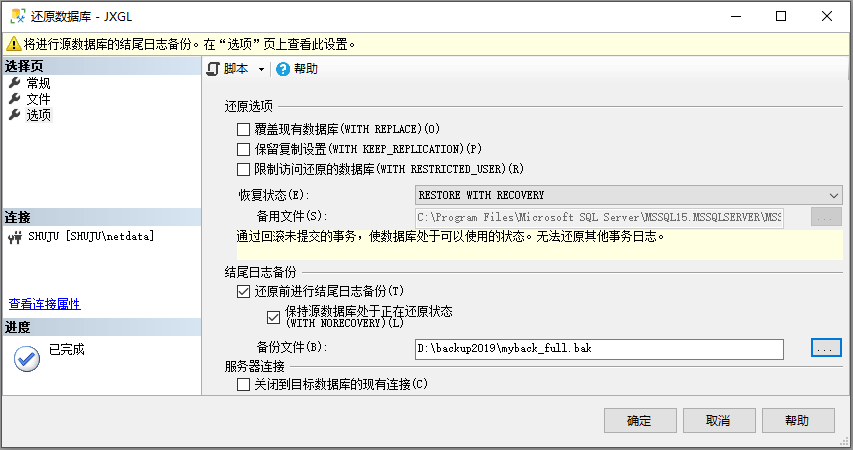 还原数据库 - JXGL
将进行源数据库的结尾日志备份。在“选项”页上查看此设置。
选择页
常规
文件
选项
脚本
帮助
还原选项
覆盖现有数据库(WITH REPLACE)(O)
保留复制设置(WITH KEEP_REPLICATION)(P)
限制访问还原的数据库(WITH RESTRICTED_USER)(R)
恢复状态(E):
RESTORE WITH RECOVERY
备用文件(S):
C:\Program Files\Microsoft SQL Server\MSSQL15.MSSQLSERVER\MSS
...
通过回滚未提交的事务，使数据库处于可以使用的状态。无法还原其他事务日志。
连接
SHUJU [SHUJU\netdata]
查看连接属性
结尾日志备份
还原前进行结尾日志备份(T)
保持源数据库处于正在还原状态
(WITH NORECOVERY)(L)
备份文件(B):
D:\backup2019\myback_full.bak
...
进度
已完成
服务器连接
关闭到目标数据库的现有连接(C)
确定
取消
帮助